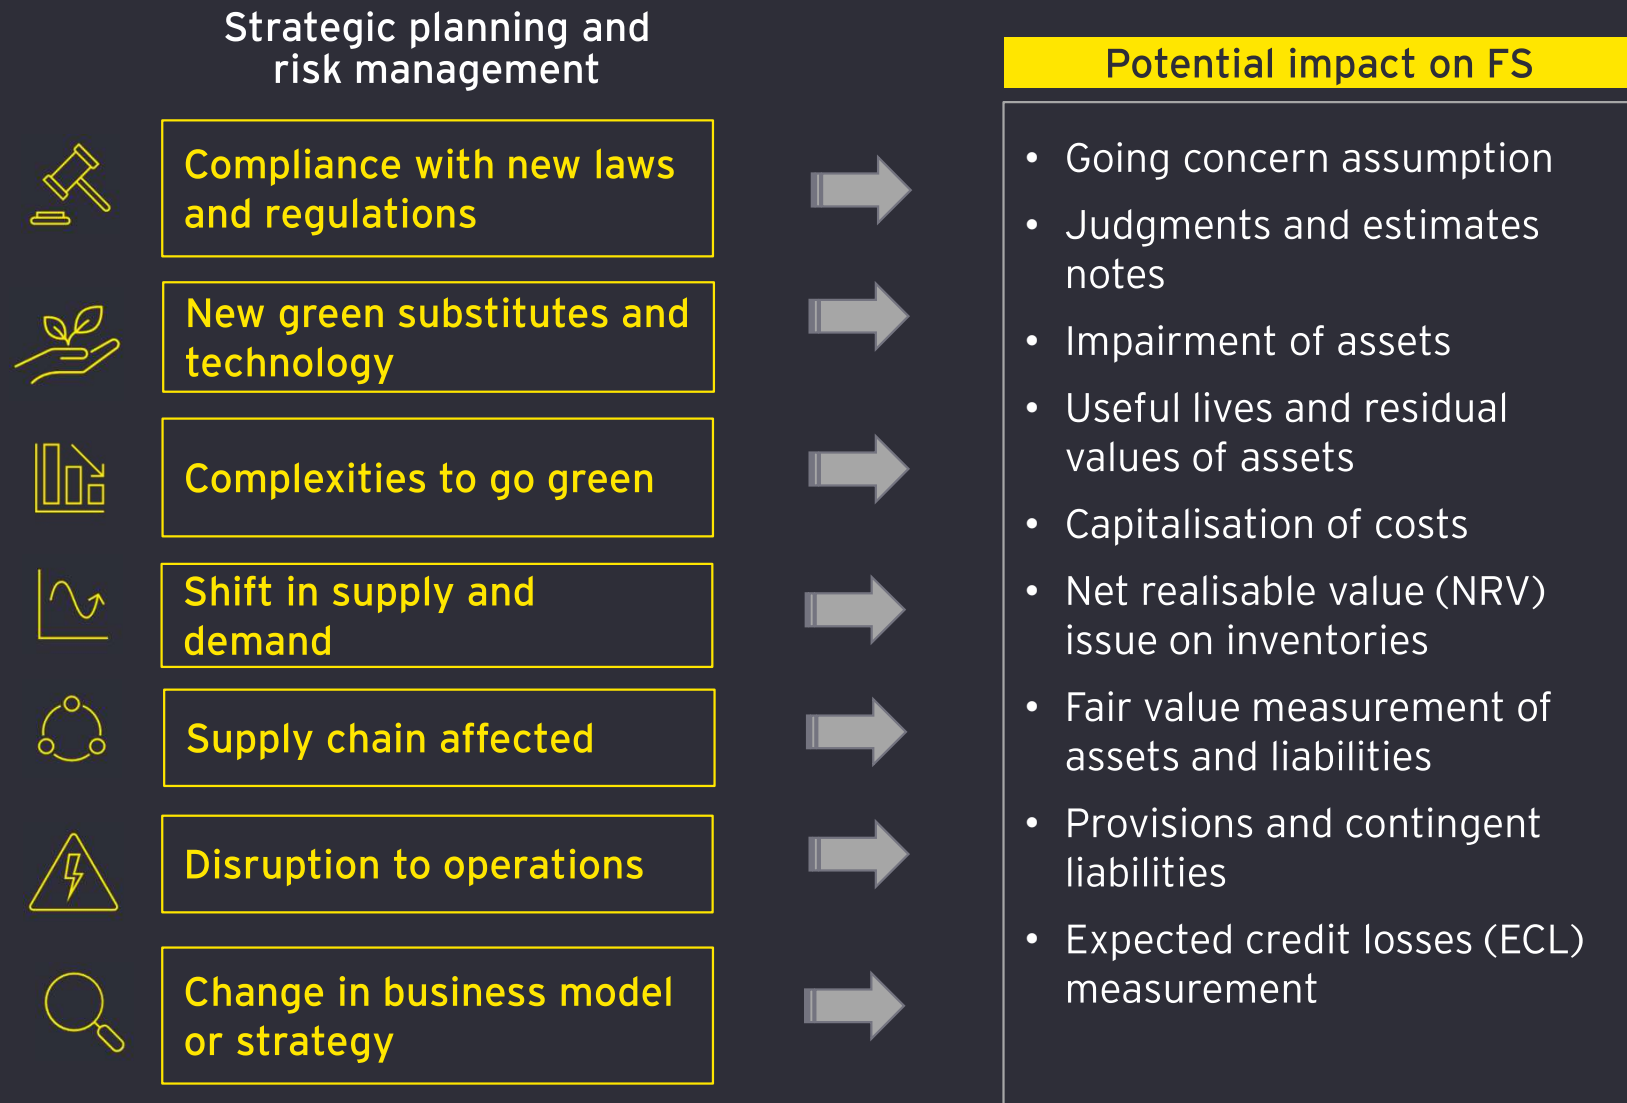 Strategic planning and
risk management
Compliance with new laws
and regulations
New green substitutes and
technology
Complexities to go green
Shift in supply and
demand
Supply chain affected
Disruption to operations
Change in business model
or strategy
Potential impact on FS
• Going concern assumption
• Judgments and estimates
notes
• Impairment of assets
• Useful lives and residual
values of assets
• Capitalisation of costs
• Net realisable value (NRV)
issue on inventories
• Fair value measurement of
assets and liabilities
• Provisions and contingent
liabilities
• Expected credit losses (ECL)
measurement